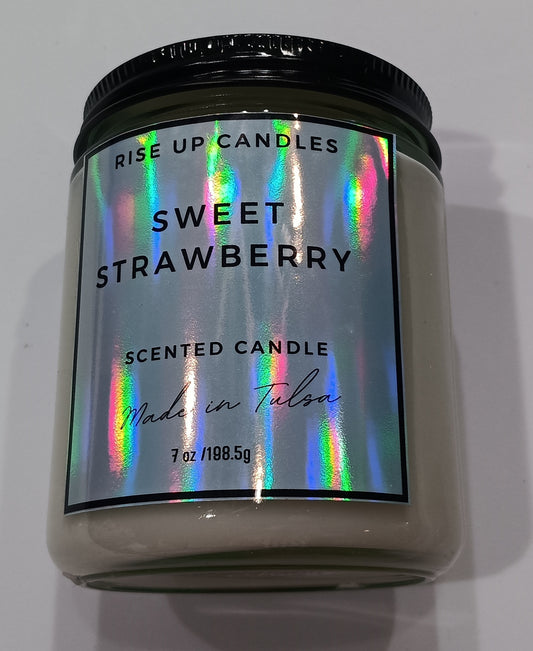 RISE UP CANDLES
SWEET
STRAWBERRY
SCENTED CANDLE
Made in Tulsa
7 oz /198.5g